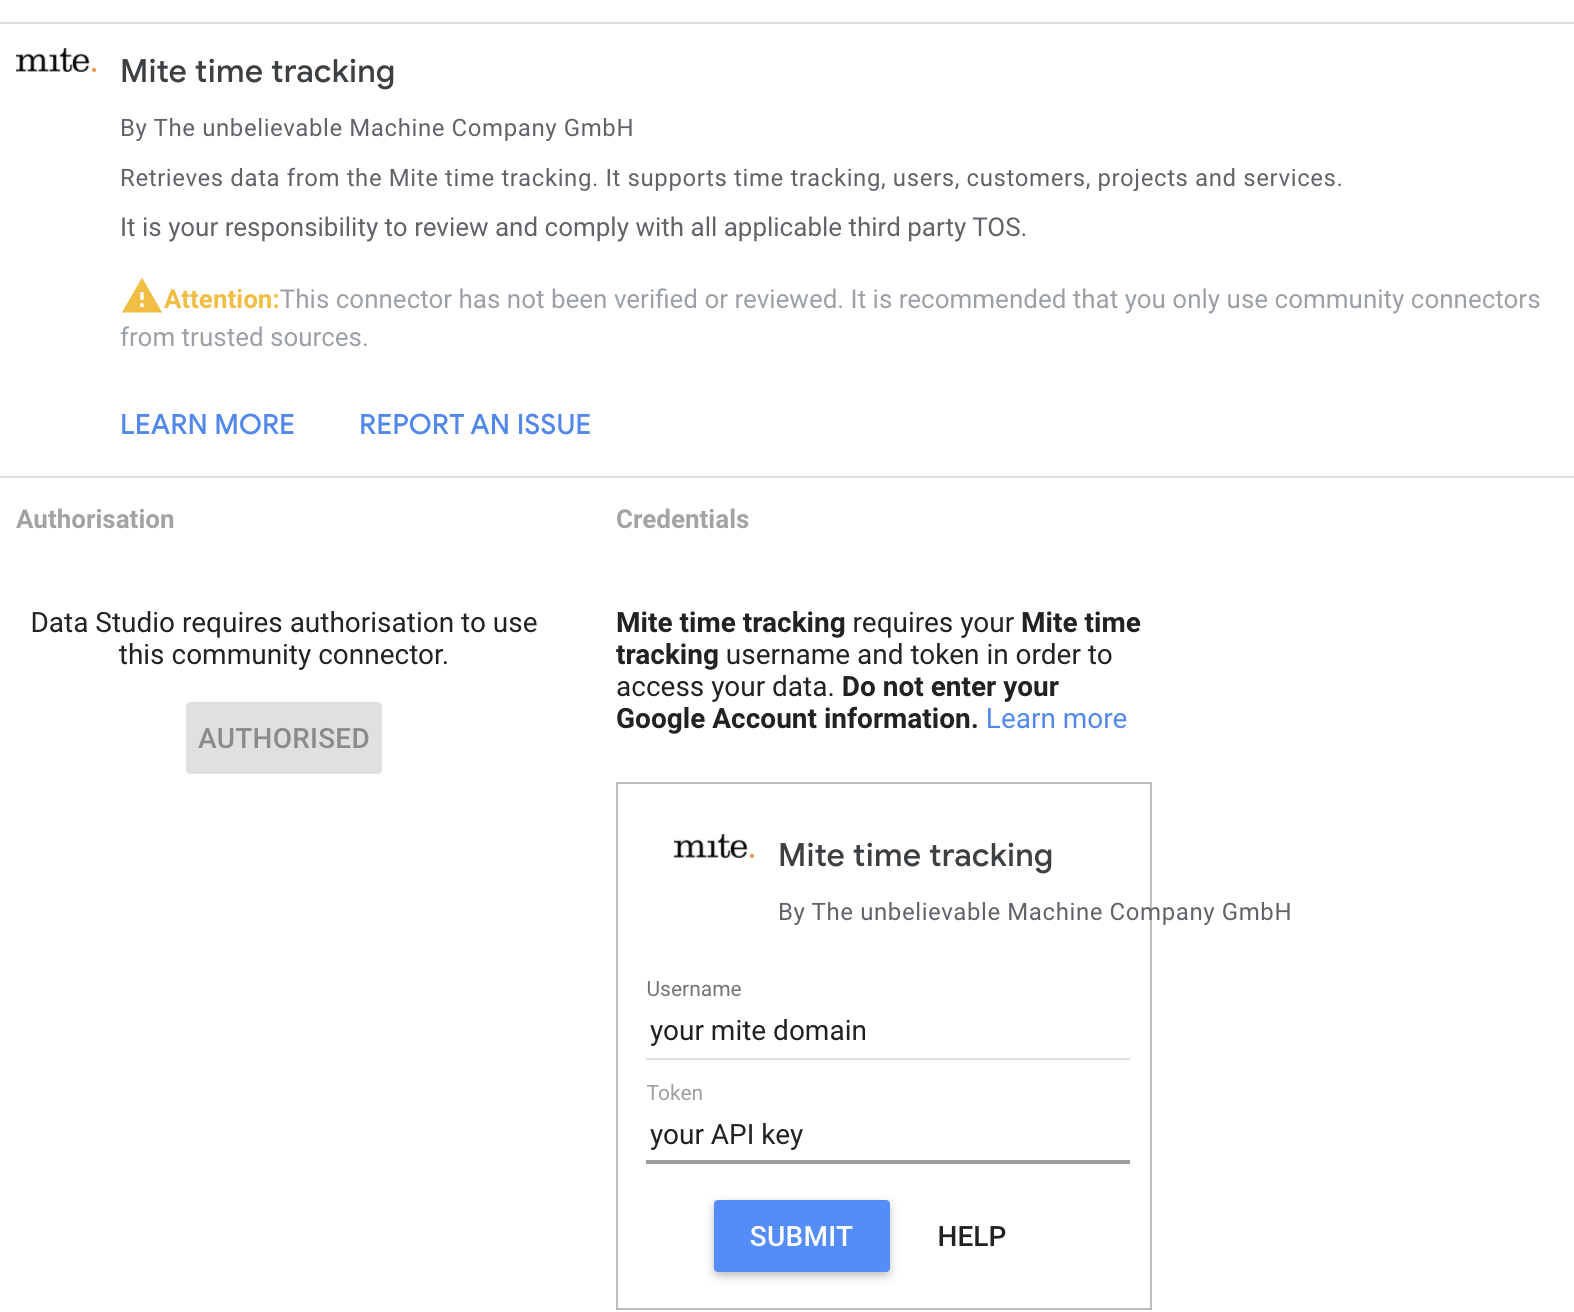 mite.
Mite time tracking
By The unbelievable Machine Company GmbH
Retrieves data from the Mite time tracking. It supports time tracking, users, customers, projects and services.
It is your responsibility to review and comply with all applicable third party TOS.
Attention:This connector has not been verified or reviewed. It is recommended that you only use community connectors
from trusted sources.
LEARN MORE REPORT AN ISSUE
Authorisation
Data Studio requires authorisation to use
this community connector.
AUTHORISED
Credentials
Mite time tracking requires your Mite time
tracking username and token in order to
access your data. Do not enter your
Google Account information. Learn more
mite.
Mite time tracking
By The unbelievable Machine Company GmbH
Username
your mite domain
Token
your API key
SUBMIT HELP